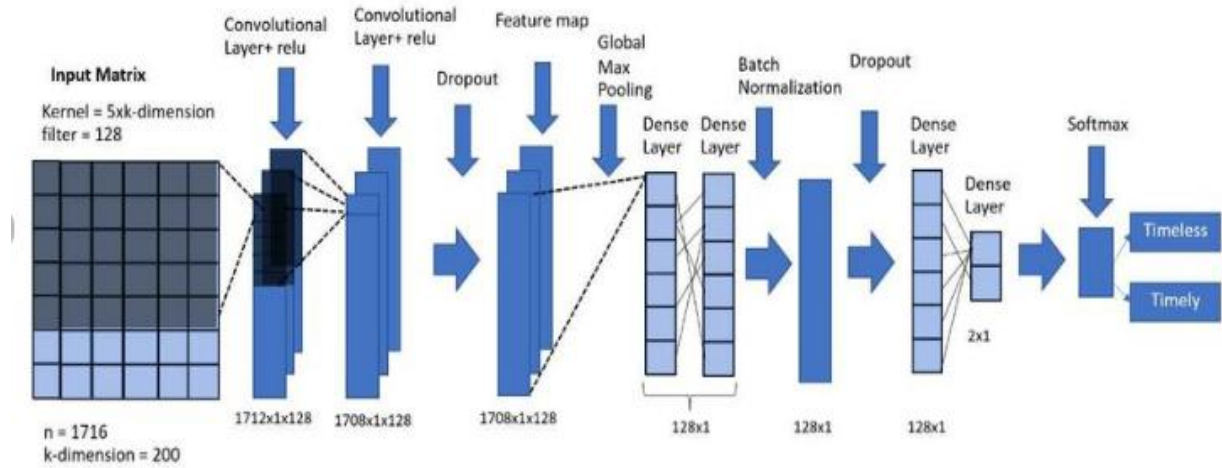 Input Matrix
Kernel = 5xk-dimension
filter = 128
n = 1716
k-dimension = 200
Convolutional
Layer+ relu
1712x1x128
Convolutional
Layer+ relu
1708x1x128
Dropout
Feature map
1708x1x128
Global
Max
Pooling
Dense
Layer
Dense
Layer
128x1
Batch
Normalization
128x1
Dropout
Dense
Layer
128x1
Dense
Layer
2x1
Softmax
Timeless
Timely